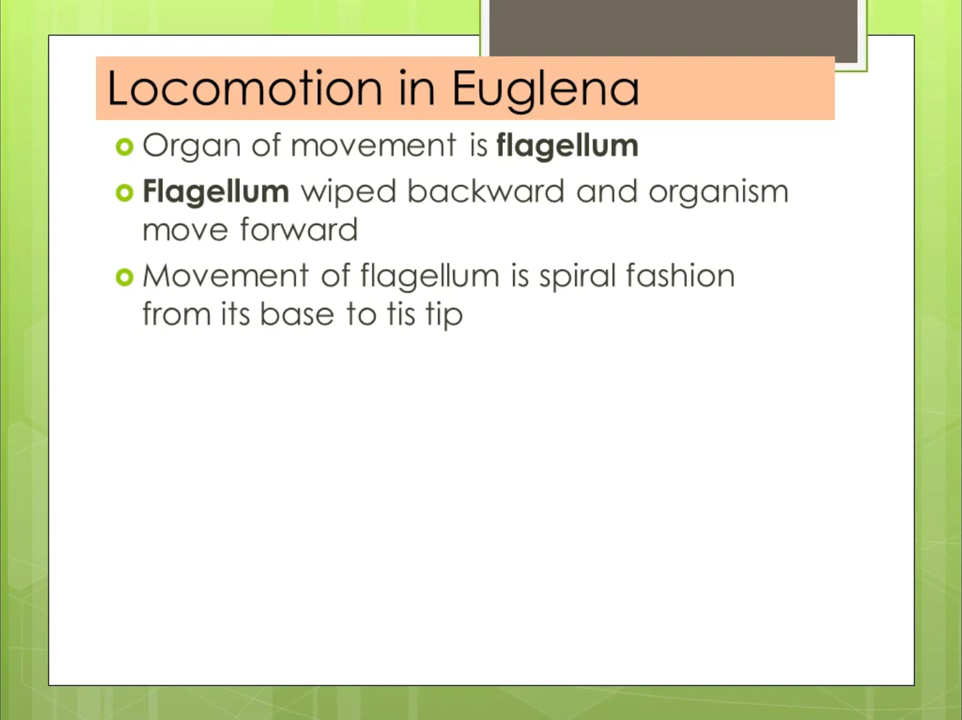 Locomotion in Euglena
Organ of movement is flagellum
Flagellum wiped backward and organism
move forward
Movement of flagellum is spiral fashion
from its base to tis tip